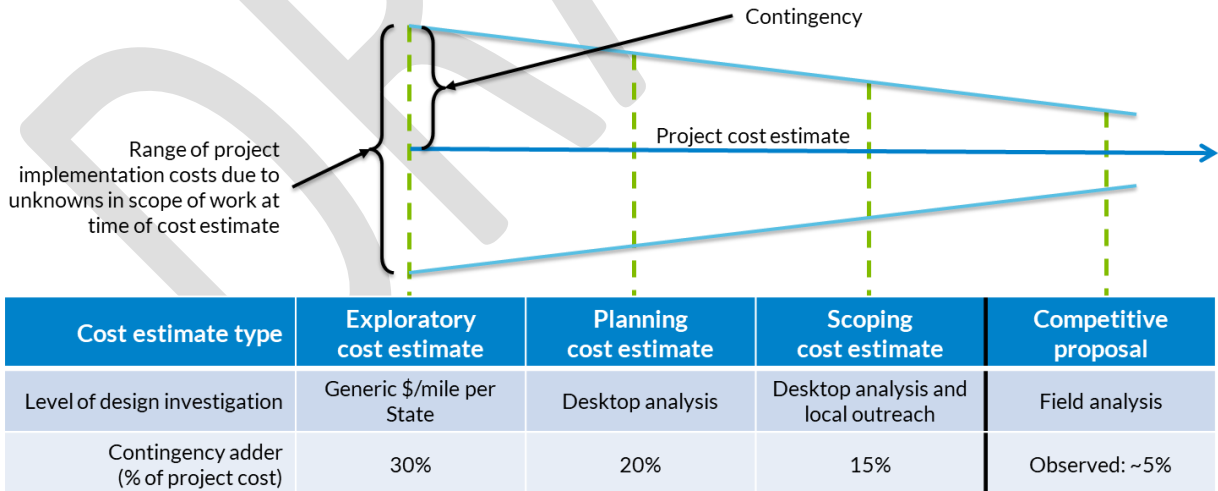 Contingency
Project cost estimate
Range of project
implementation costs due to
unknowns in scope of work at
time of cost estimate
Cost estimate type
Exploratory
cost estimate
Planning
cost estimate
Scoping
cost estimate
Competitive
proposal
Level of design investigation
Generic $/mile per
State
Desktop analysis
Desktop analysis and
local outreach
Field analysis
Contingency adder
(% of project cost)
30%
20%
15%
Observed: ~5%